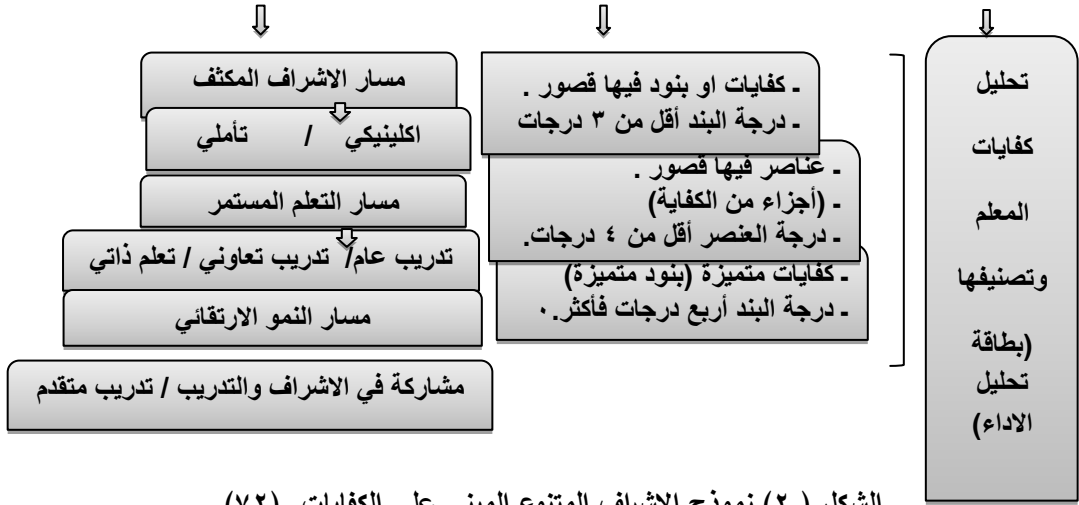 تحليل
كفايات
المعلم
وتصنيفها
(بطاقة
تحليل
الاداء)
ـ كفايات او بنود فيها قصور .
ـ درجة البند أقل من ٣ درجات
ـ عناصر فيها قصور .
ـ (أجزاء من الكفاية)
ـ درجة العنصر أقل من ٤ درجات.
ـ كفايات متميزة (بنود متميزة)
ـ درجة البند أربع درجات فأكثر.٠
مسار الاشراف المكثف
اكلينيكي / تأملي
مسار التعلم المستمر
تدريب عام/ تدريب تعاوني / تعلم ذاتي
مسار النمو الارتقائي
مشاركة في الاشراف والتدريب / تدريب متقدم
الشكل (٢) نموذج الاشراف المتنوع المبني على الكفايات (٧٢)